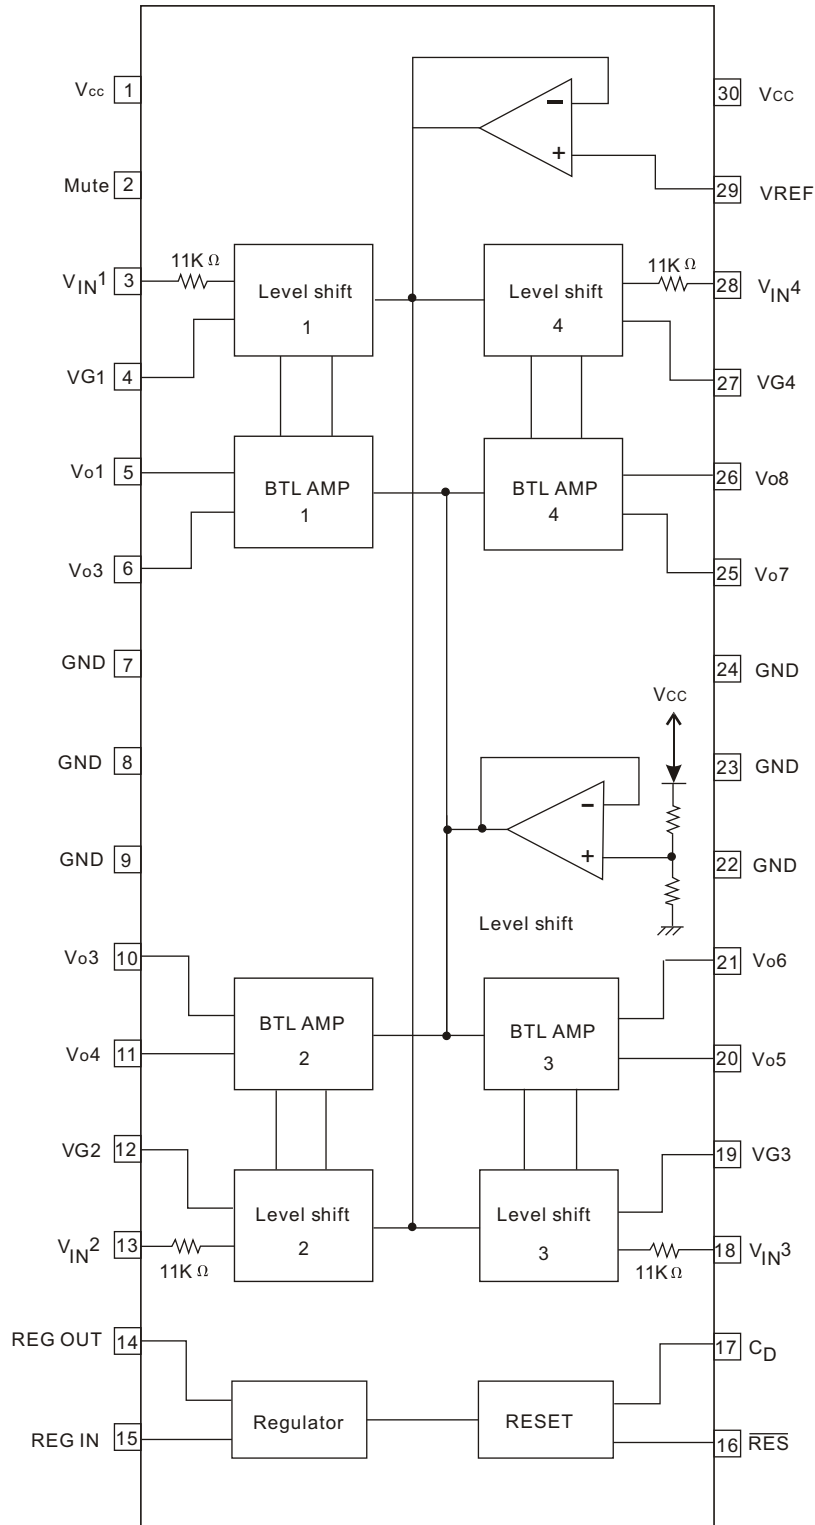 Vcc 1
30 Vcc
Mute 2
29 VREF
VIN1 3 11K Ω
11K Ω 28 VIN4
Level shift
1
Level shift
4
VG1 4
27 VG4
Vo1 5
26 Vo8
BTL AMP
1
BTL AMP
4
Vo3 6
25 Vo7
GND 7
24 GND
Vcc
GND 8
23 GND
GND 9
22 GND
− +
− +
Level shift
Vo3 10
21 Vo6
BTL AMP
2
BTL AMP
3
Vo4 11
20 Vo5
VG2 12
19 VG3
Level shift
2
Level shift
3
VIN2 13 11K Ω
11K Ω 18 VIN3
REG OUT 14
17 CD
Regulator
RESET
REG IN 15
16 R̅E̅S̅